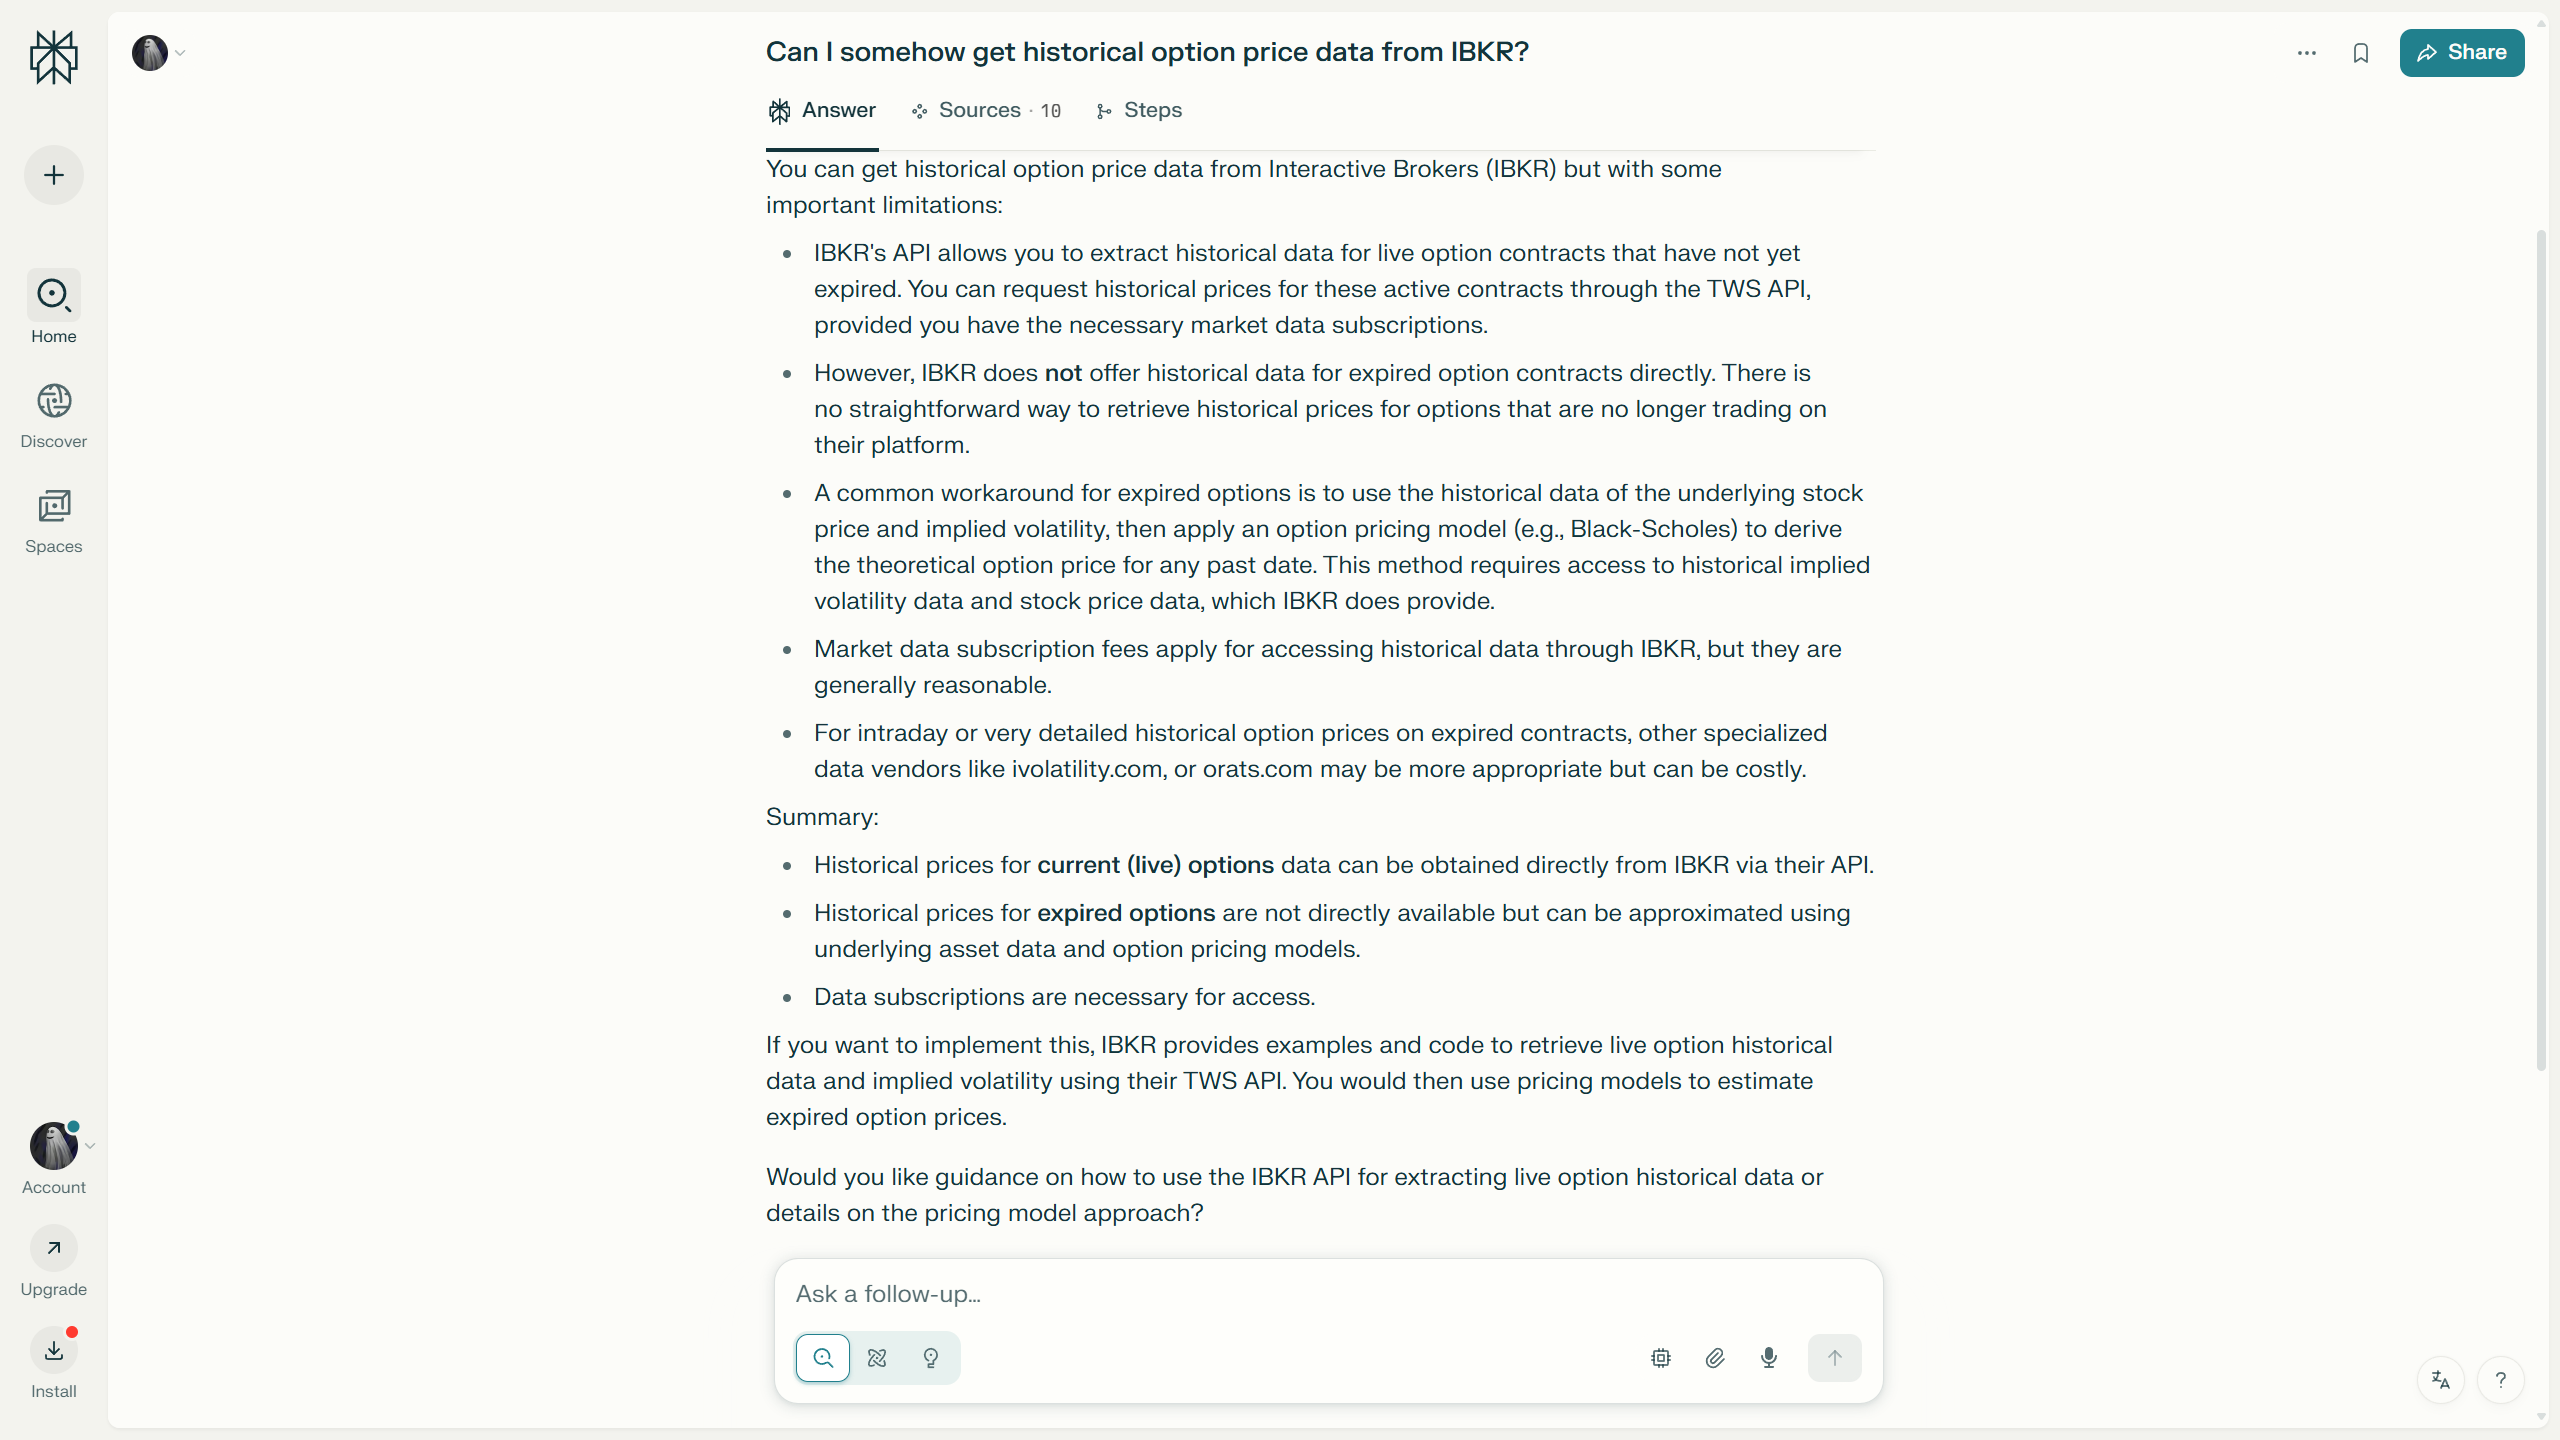 Can I somehow get historical option price data from IBKR?
Share
Answer
Sources · 10
Steps
Home
Discover
Spaces
Account
Upgrade
Install
You can get historical option price data from Interactive Brokers (IBKR) but with some
important limitations:
IBKR's API allows you to extract historical data for live option contracts that have not yet
expired. You can request historical prices for these active contracts through the TWS API,
provided you have the necessary market data subscriptions.
However, IBKR does not offer historical data for expired option contracts directly. There is
no straightforward way to retrieve historical prices for options that are no longer trading on
their platform.
A common workaround for expired options is to use the historical data of the underlying stock
price and implied volatility, then apply an option pricing model (e.g., Black-Scholes) to derive
the theoretical option price for any past date. This method requires access to historical implied
volatility data and stock price data, which IBKR does provide.
Market data subscription fees apply for accessing historical data through IBKR, but they are
generally reasonable.
For intraday or very detailed historical option prices on expired contracts, other specialized
data vendors like ivolatility.com, or orats.com may be more appropriate but can be costly.
Summary:
Historical prices for current (live) options data can be obtained directly from IBKR via their API.
Historical prices for expired options are not directly available but can be approximated using
underlying asset data and option pricing models.
Data subscriptions are necessary for access.
If you want to implement this, IBKR provides examples and code to retrieve live option historical
data and implied volatility using their TWS API. You would then use pricing models to estimate
expired option prices.
Would you like guidance on how to use the IBKR API for extracting live option historical data or
details on the pricing model approach?
Ask a follow-up…